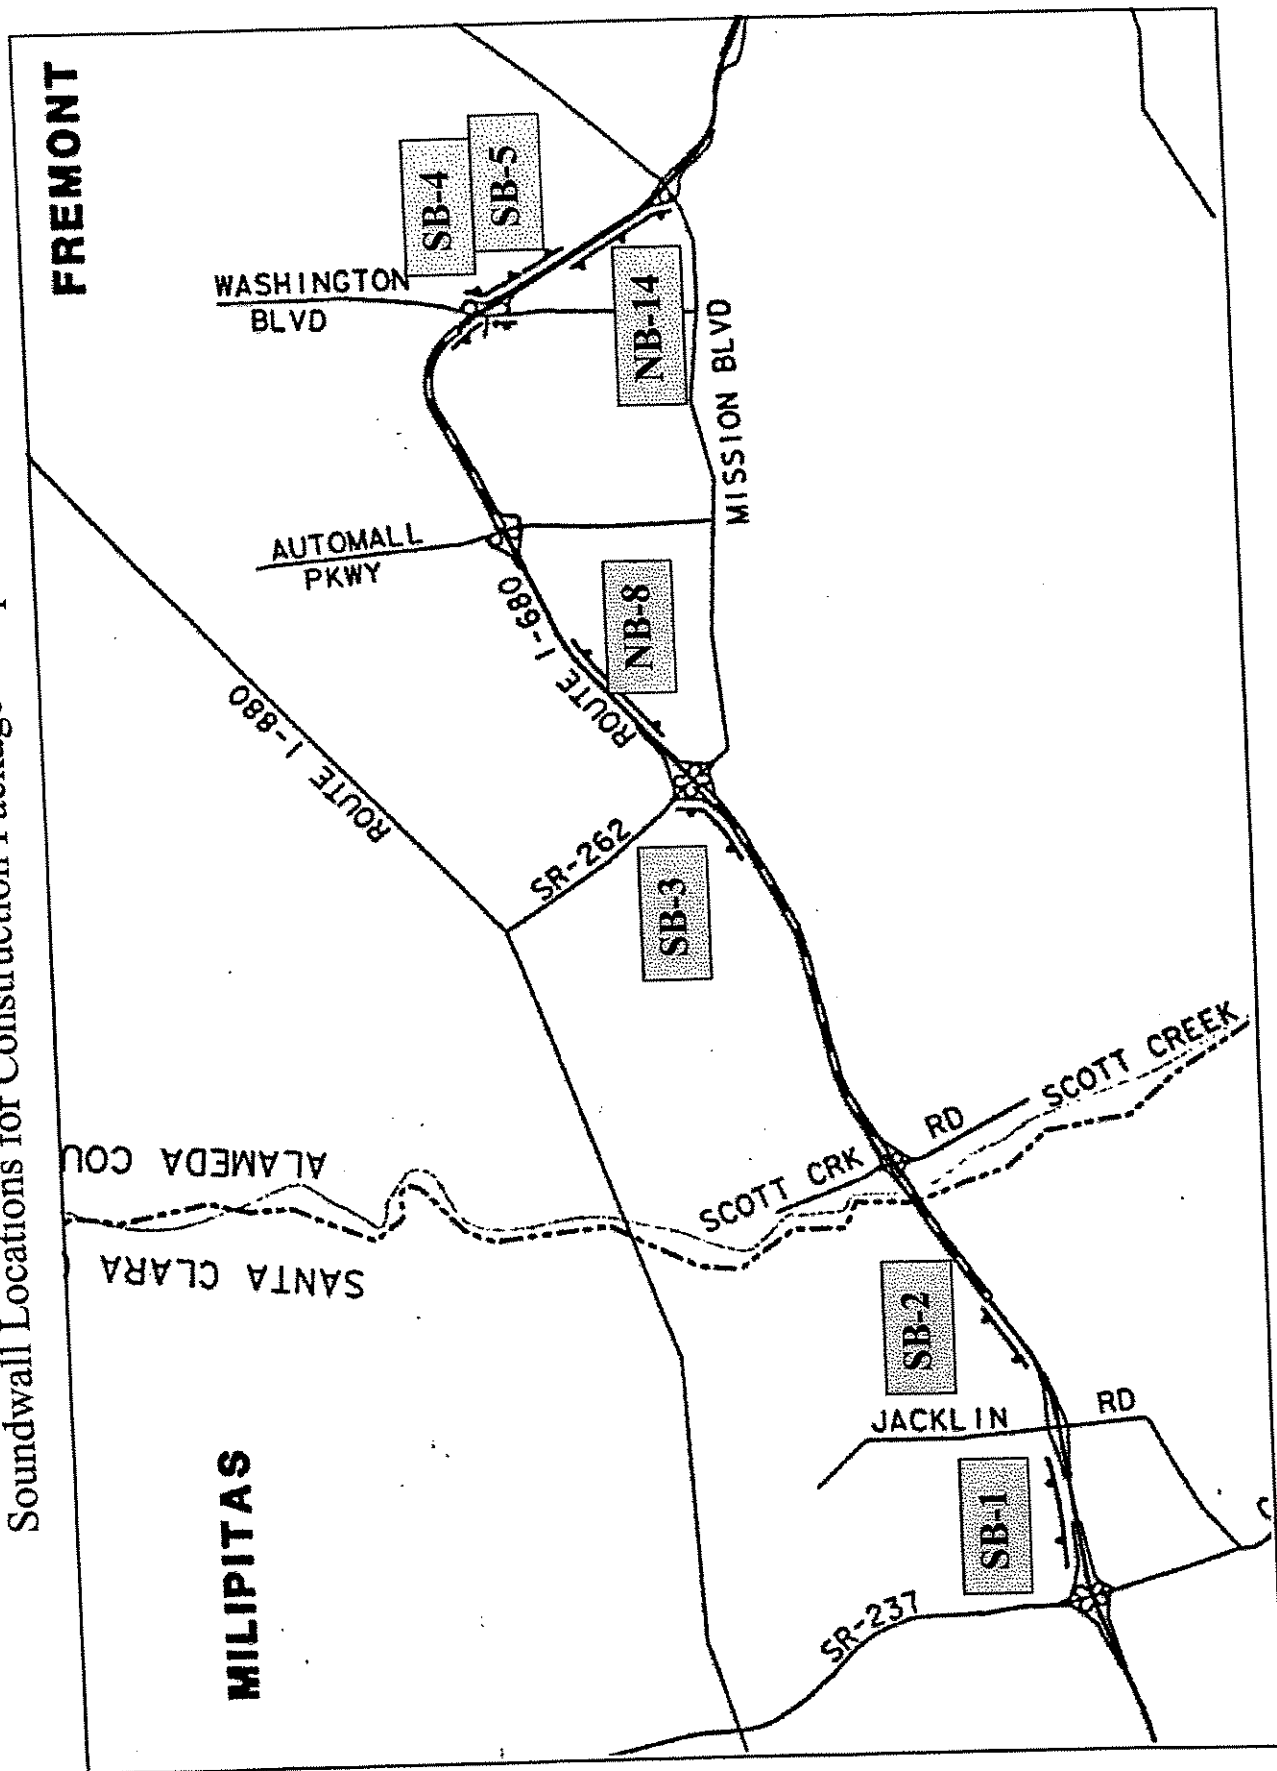 Soundwall Locations for Construction Package
FREMONT
MILIPITAS
WASHINGTON
BLVD
SB-4
SB-5
NB-14
MISSION BLVD
AUTOMALL
PKWY
ROUTE I-680
NB-8
ROUTE I-880
SR-262
SB-3
ALAMEDA COU
SANTA CLARA
SCOTT CRK
RD
SCOTT CREEK
SB-2
JACKLIN
RD
SB-1
SR-237